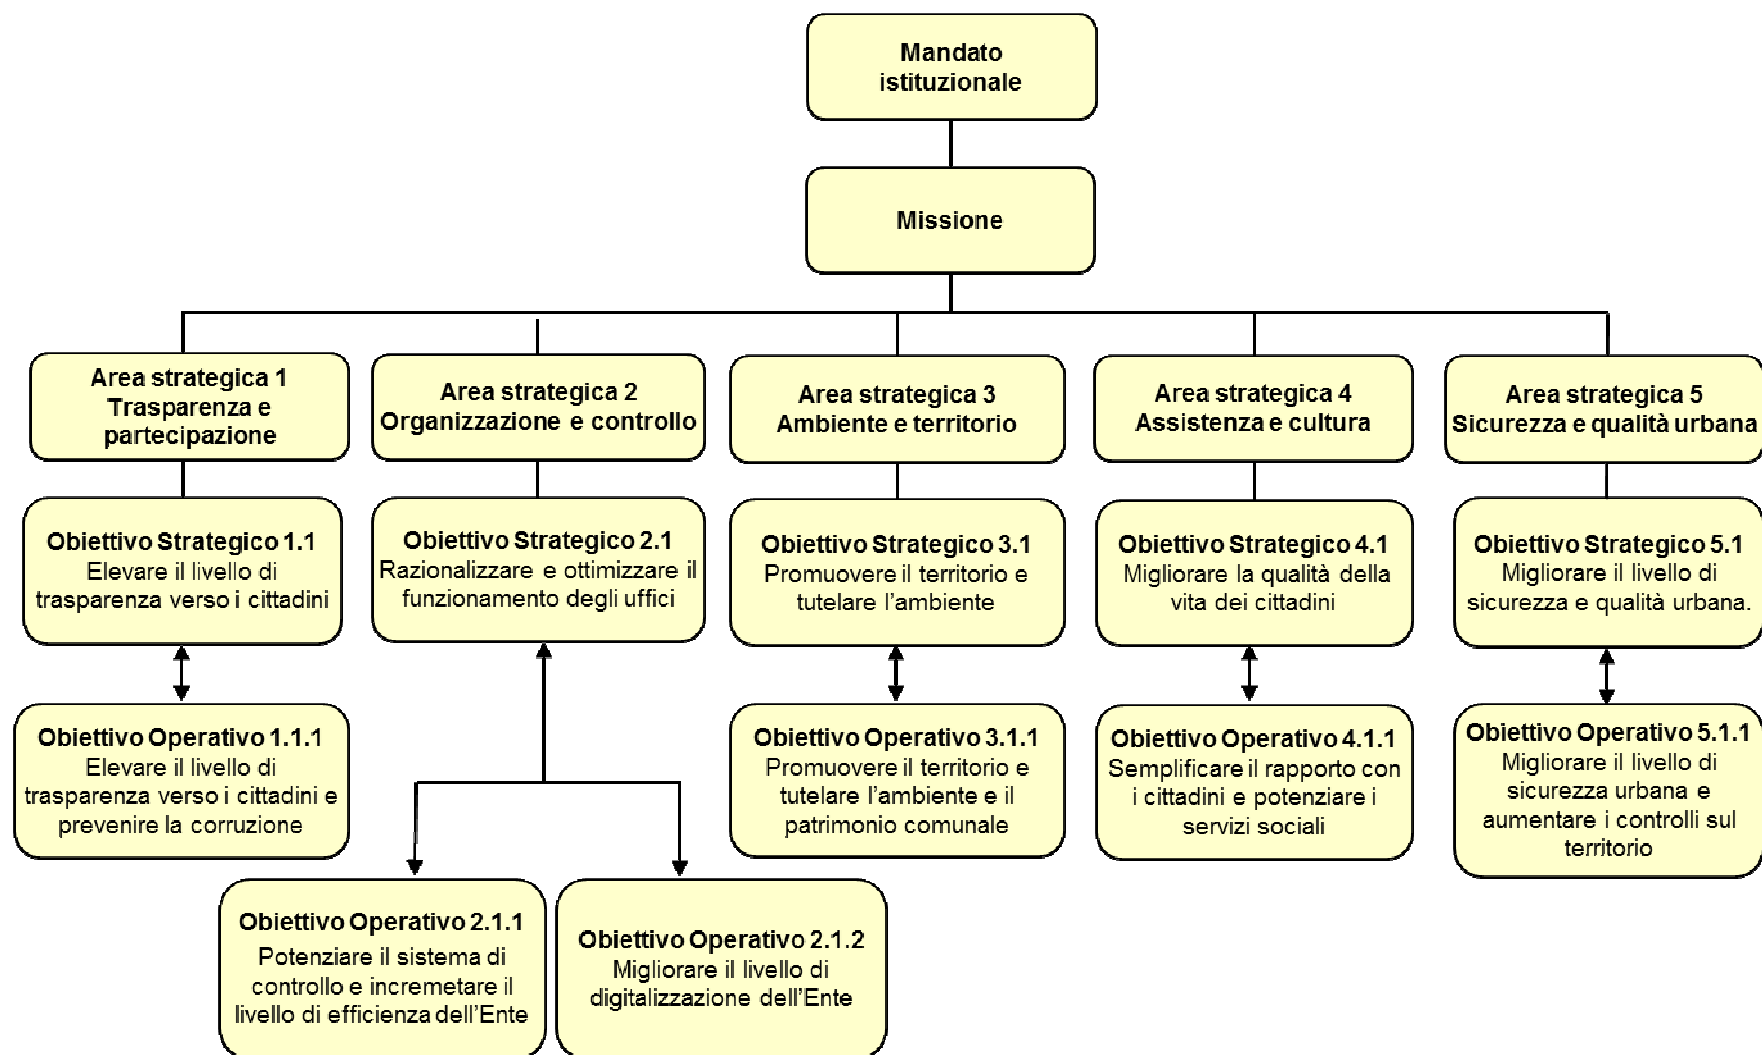 Mandato
istituzionale
Missione
Area strategica 1
Trasparenza e
partecipazione
Area strategica 2
Organizzazione e controllo
Area strategica 3
Ambiente e territorio
Area strategica 4
Assistenza e cultura
Area strategica 5
Sicurezza e qualità urbana
Obiettivo Strategico 1.1
Elevare il livello di
trasparenza verso i cittadini
Obiettivo Strategico 2.1
Razionalizzare e ottimizzare il
funzionamento degli uffici
Obiettivo Strategico 3.1
Promuovere il territorio e
tutelare l'ambiente
Obiettivo Strategico 4.1
Migliorare la qualità della
vita dei cittadini
Obiettivo Strategico 5.1
Migliorare il livello di
sicurezza e qualità urbana.
Obiettivo Operativo 1.1.1
Elevare il livello di
trasparenza verso i cittadini e
prevenire la corruzione
Obiettivo Operativo 3.1.1
Promuovere il territorio e
tutelare l'ambiente e il
patrimonio comunale
Obiettivo Operativo 4.1.1
Semplificare il rapporto con
i cittadini e potenziare i
servizi sociali
Obiettivo Operativo 5.1.1
Migliorare il livello di
sicurezza urbana e
aumentare i controlli sul
territorio
Obiettivo Operativo 2.1.1
Potenziare il sistema di
controllo e incremetare il
livello di efficienza dell'Ente
Obiettivo Operativo 2.1.2
Migliorare il livello di
digitalizzazione dell'Ente